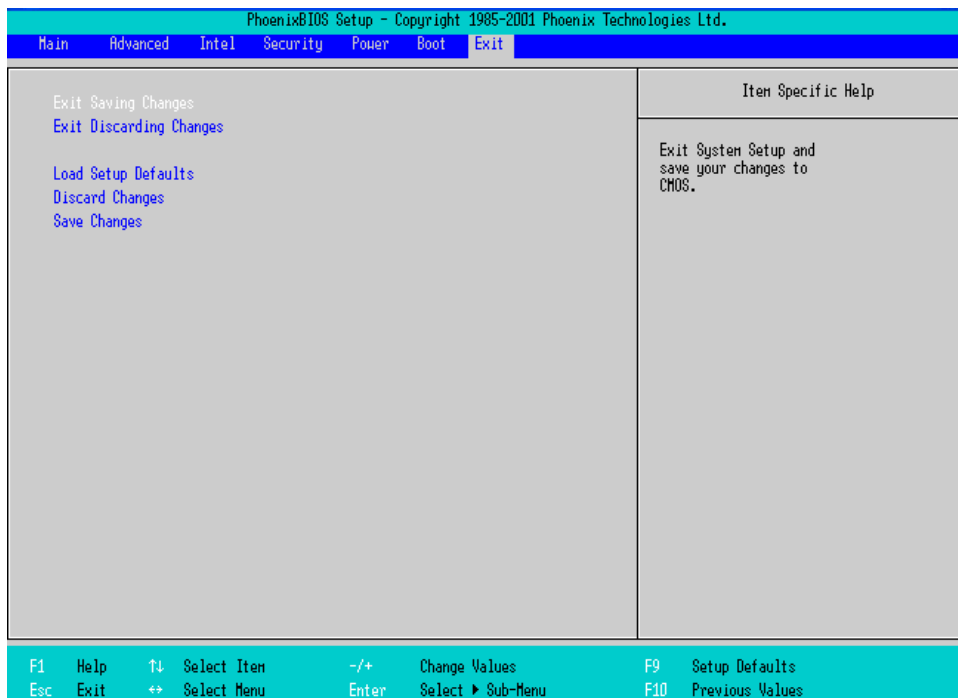 PhoenixBIOS Setup - Copyright 1985-2001 Phoenix Technologies Ltd.
Main Advanced Intel Security Power Boot Exit
Exit Saving Changes
Exit Discarding Changes
Load Setup Defaults
Discard Changes
Save Changes
Item Specific Help
Exit System Setup and
save your changes to
CMOS.
F1 Help ↑↓ Select Item -/+ Change Values F9 Setup Defaults
Esc Exit ↔ Select Menu Enter Select ▶ Sub-Menu F10 Previous Values